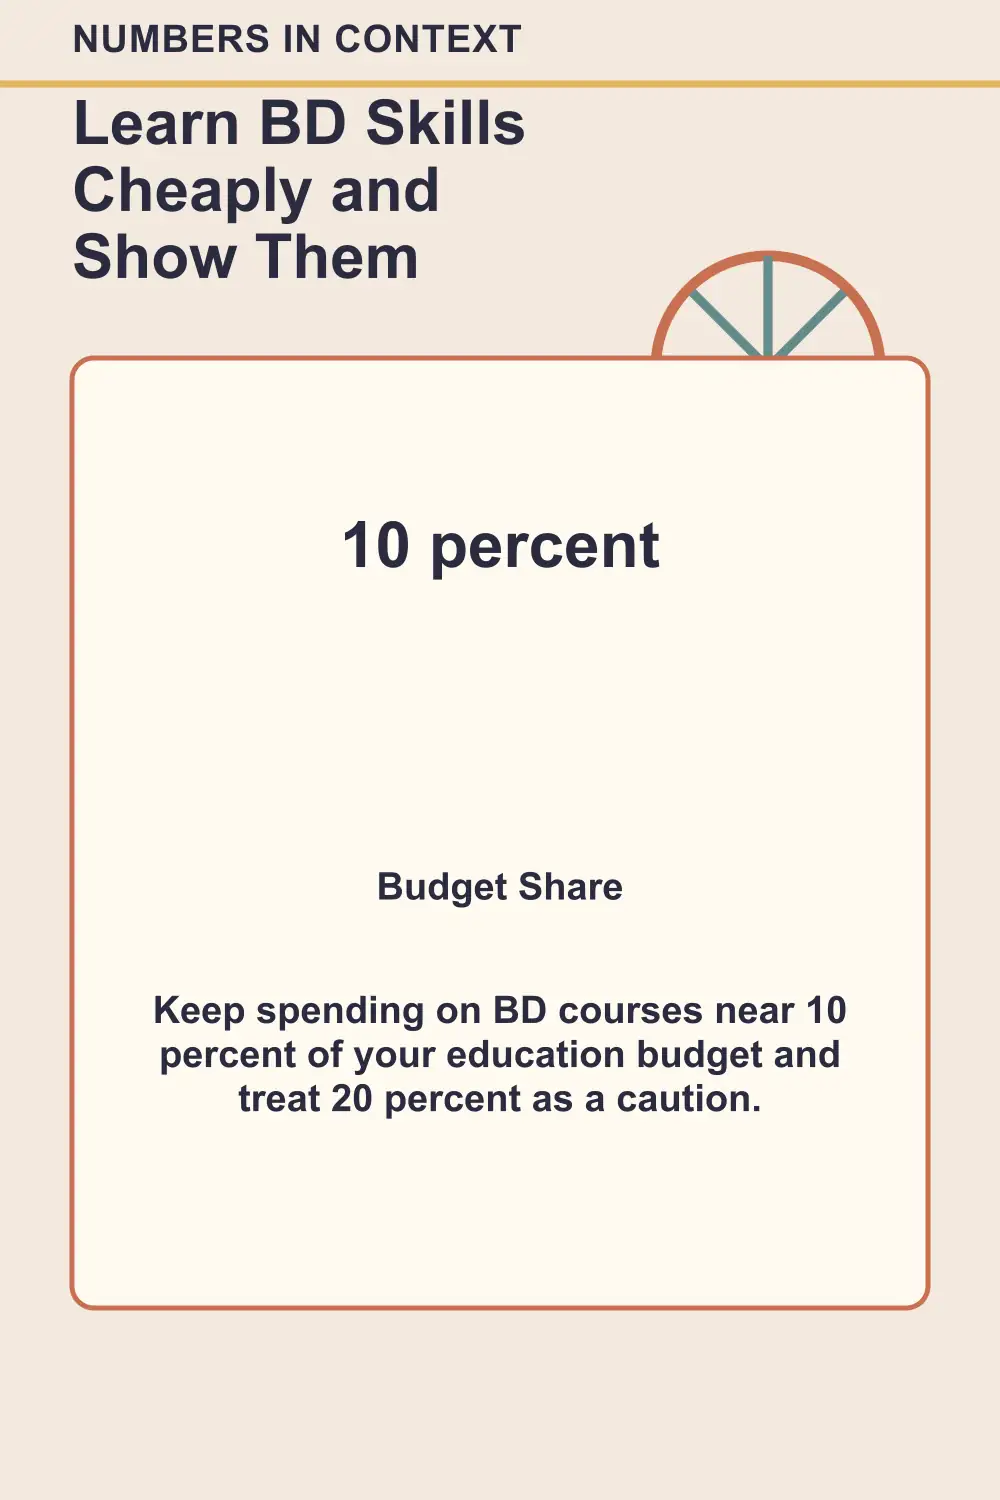 NUMBERS IN CONTEXT
Learn BD Skills
Cheaply and
Show Them
10 percent
Budget Share
Keep spending on BD courses near 10
percent of your education budget and
treat 20 percent as a caution.